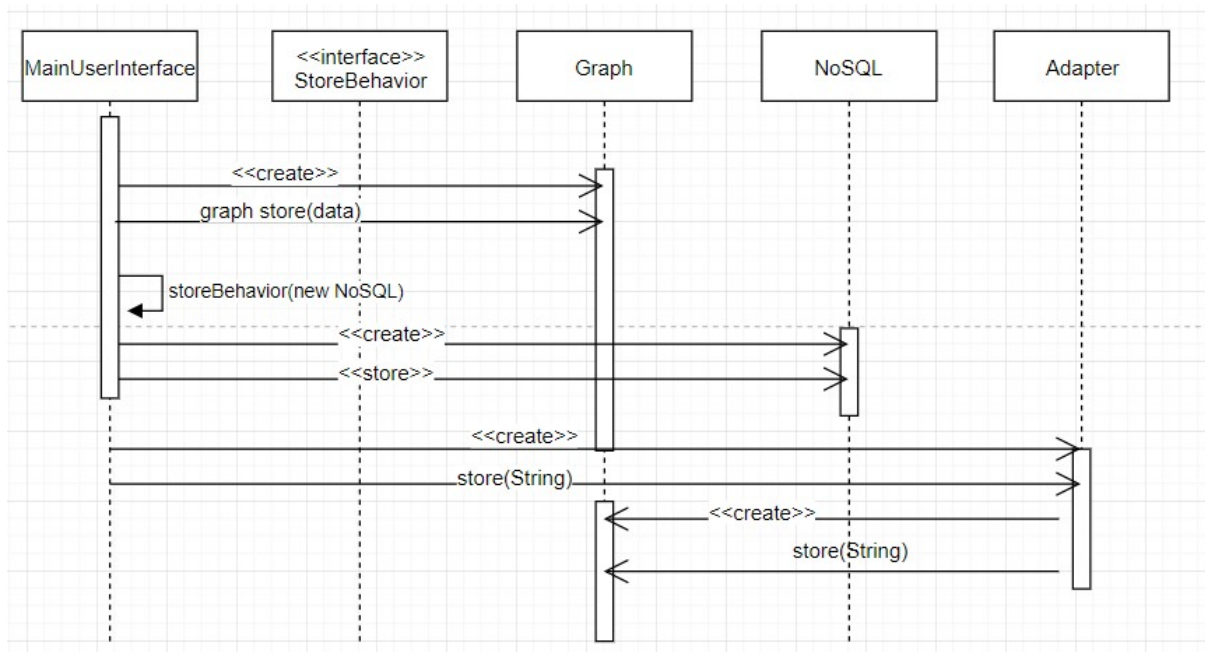 MainUserInterface
<<interface>>
StoreBehavior
Graph
NoSQL
Adapter
<<create>>
graph store(data)
storeBehavior(new NoSQL)
<<create>>
<<store>>
<<create>>
store(String)
<<create>>
store(String)